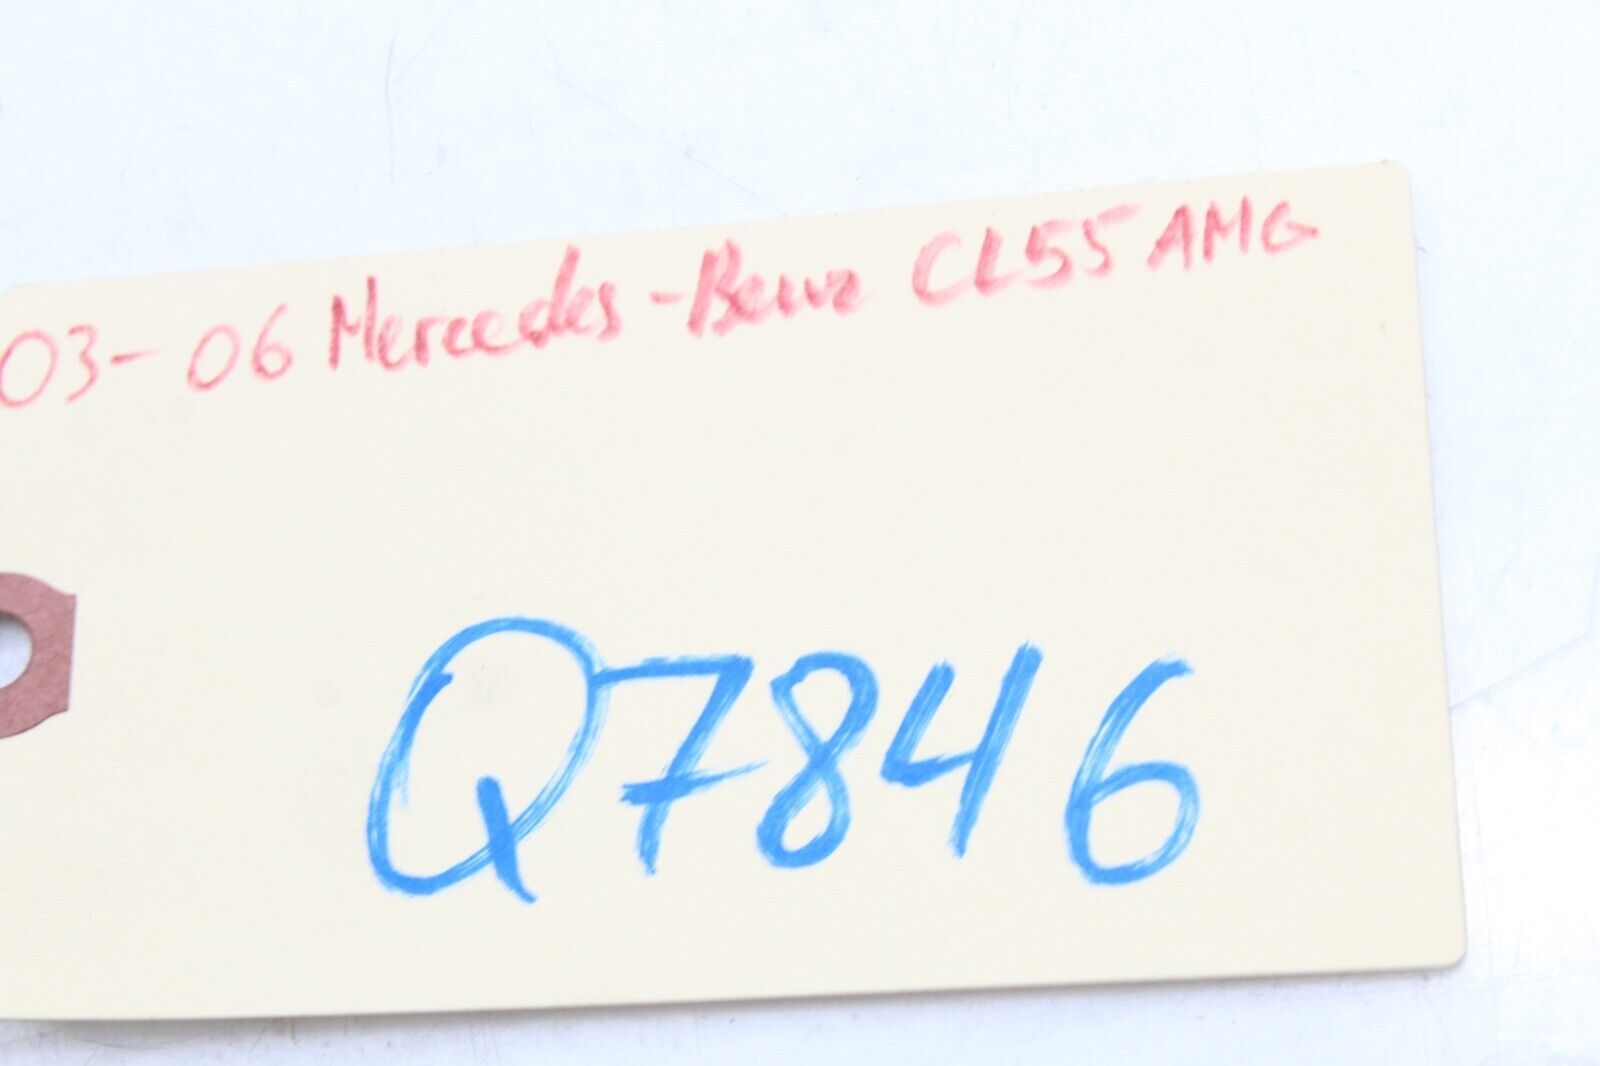 03-06 Mercedes-Benz CL55 AMG
Q7846